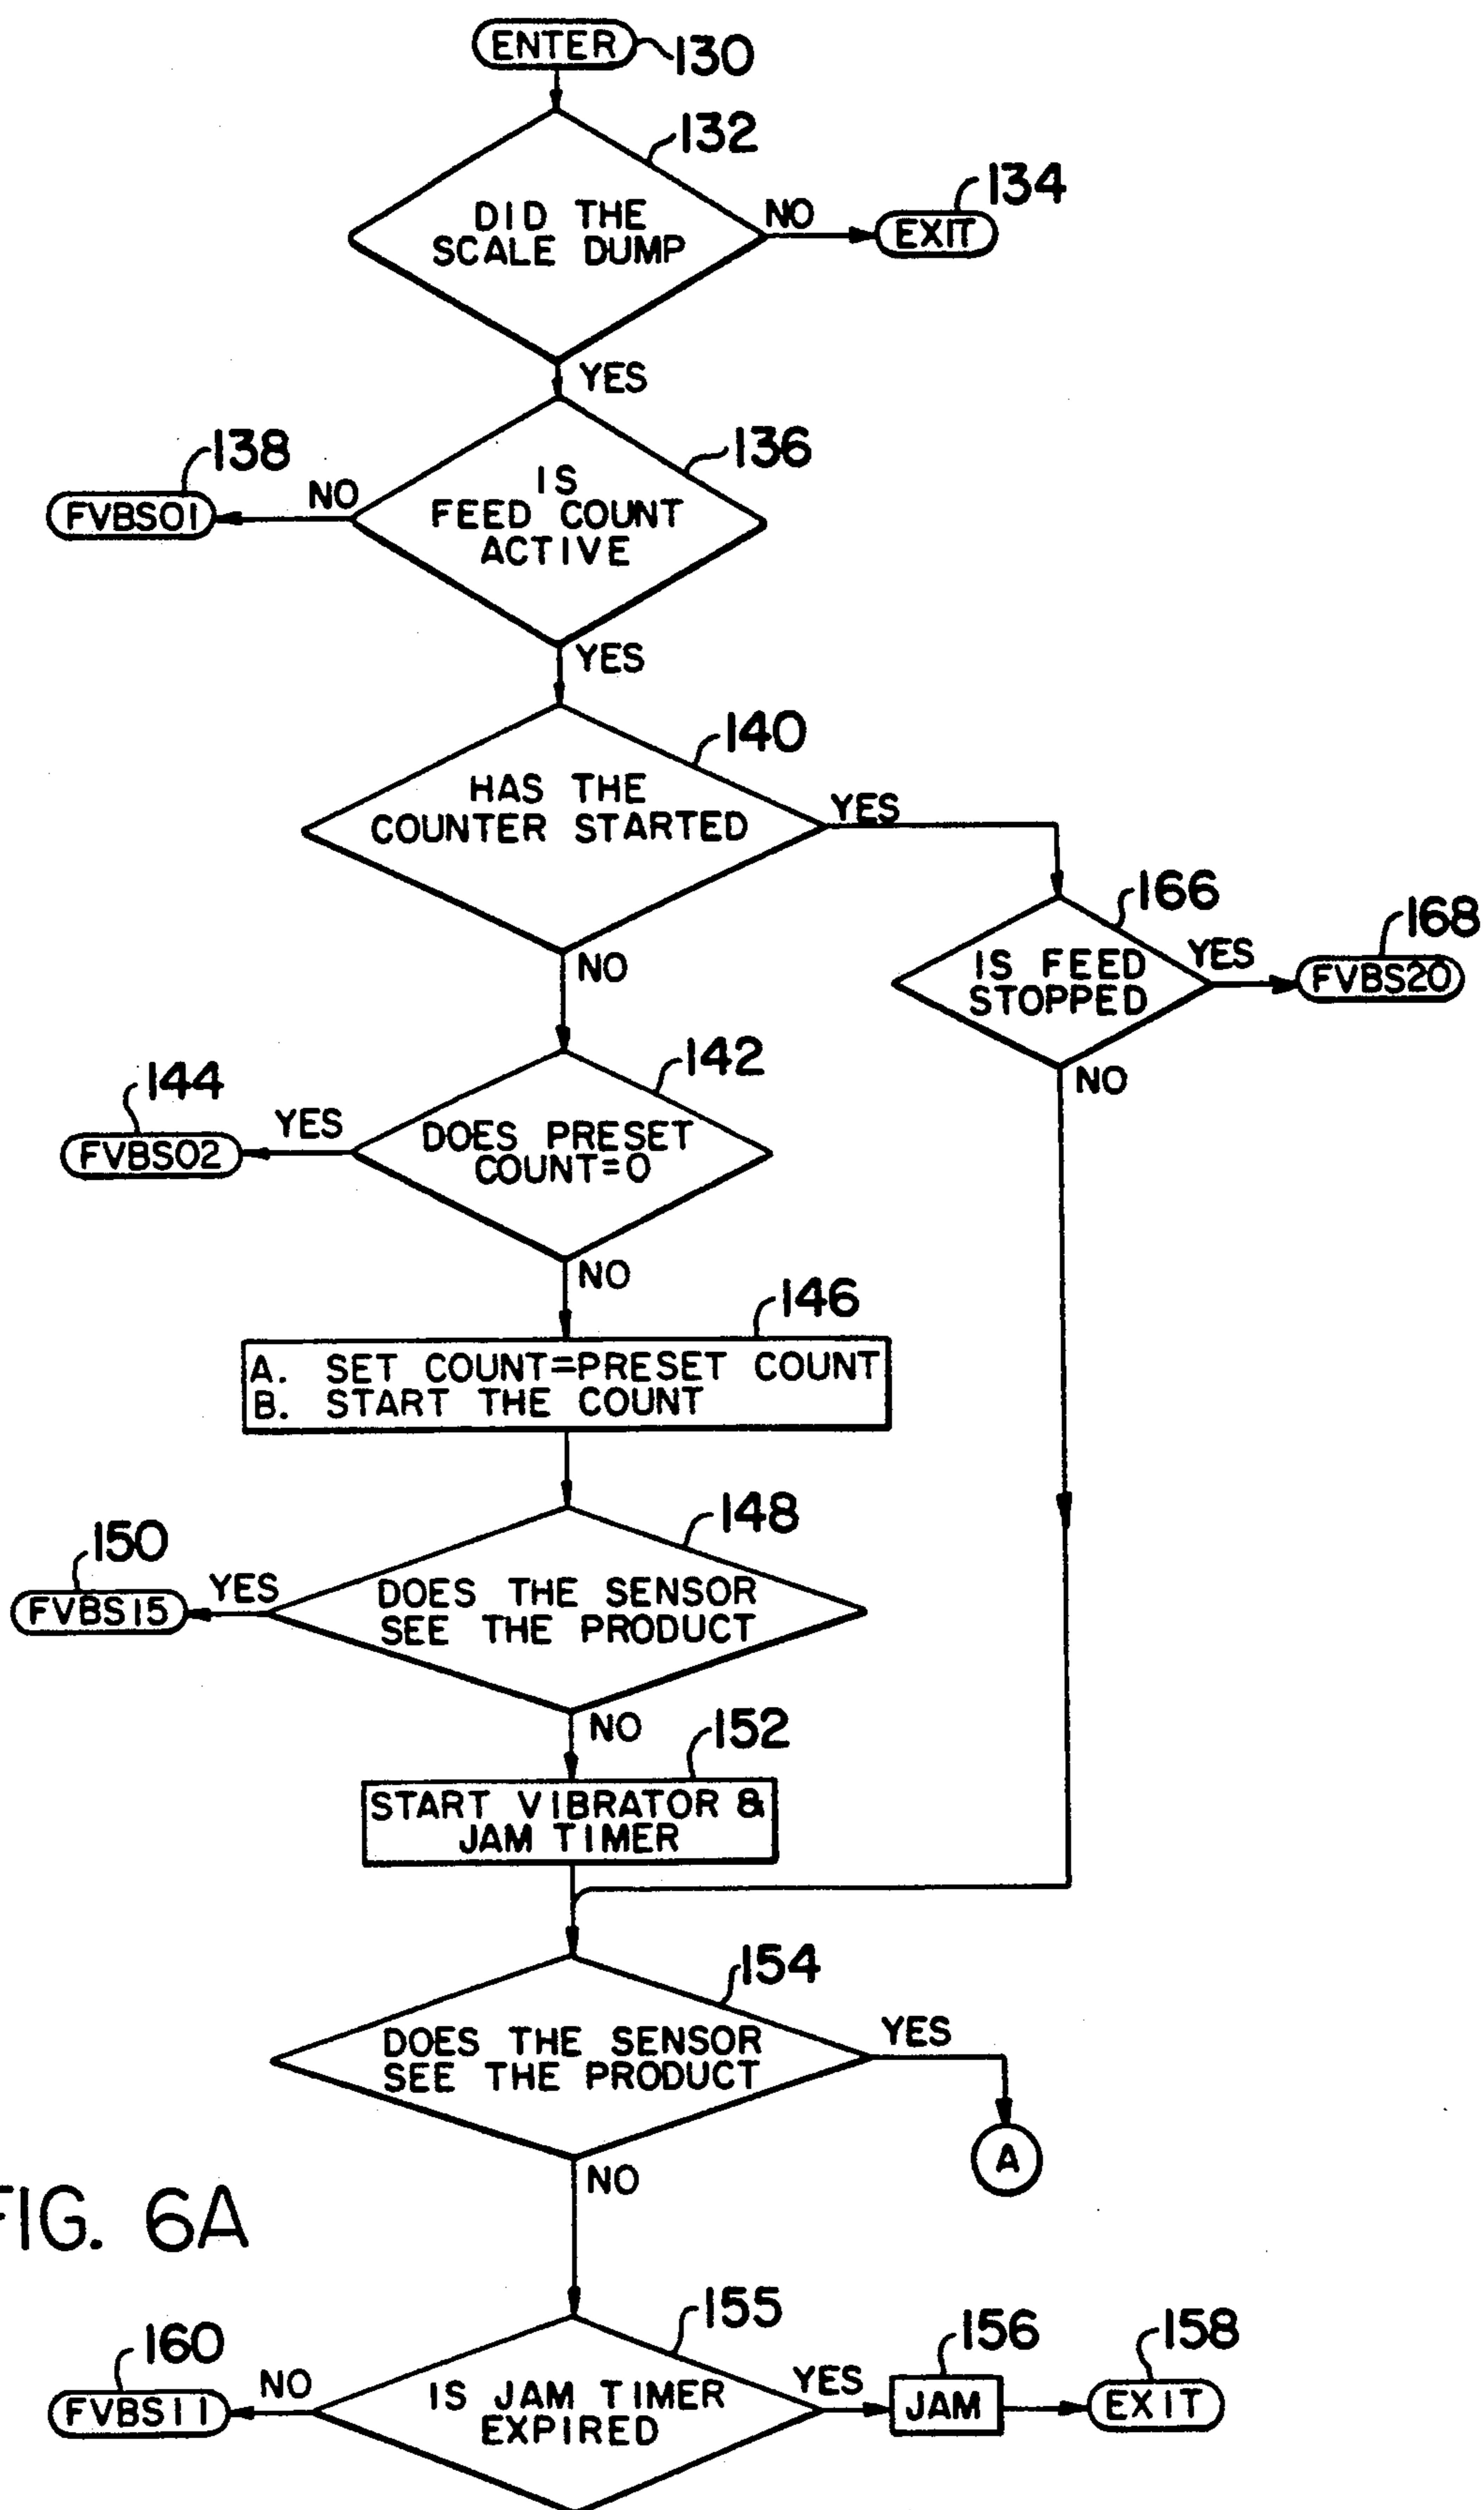 ENTER
130
132
DID THE
SCALE DUMP
NO
134
EXIT
YES
136
138
FVBS01
NO
IS
FEED COUNT
ACTIVE
YES
140
HAS THE
COUNTER STARTED
YES
166
IS FEED
STOPPED
YES
168
FVBS20
NO
NO
142
144
FVBS02
YES
DOES PRESET
COUNT=0
NO
146
A. SET COUNT=PRESET COUNT
B. START THE COUNT
148
150
FVBS15
YES
DOES THE SENSOR
SEE THE PRODUCT
NO
152
START VIBRATOR &
JAM TIMER
154
DOES THE SENSOR
SEE THE PRODUCT
YES
A
NO
FIG. 6A
155
160
FVBS11
NO
IS JAM TIMER
EXPIRED
YES
156
JAM
158
EXIT